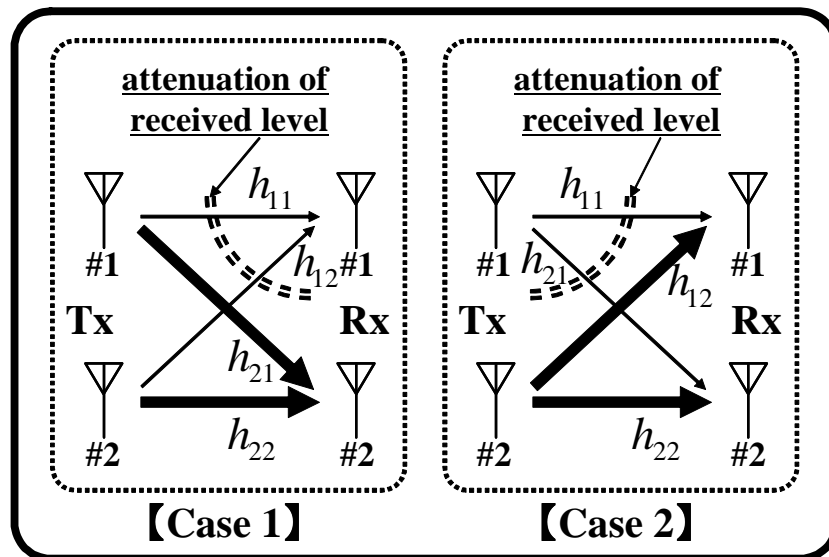 attenuation of
received level
h11
#1
h12
#1
Tx
Rx
h21
#2
h22
#2
【Case 1】
attenuation of
received level
h11
#1
h21
#1
h12
Tx
Rx
#2
h22
#2
【Case 2】